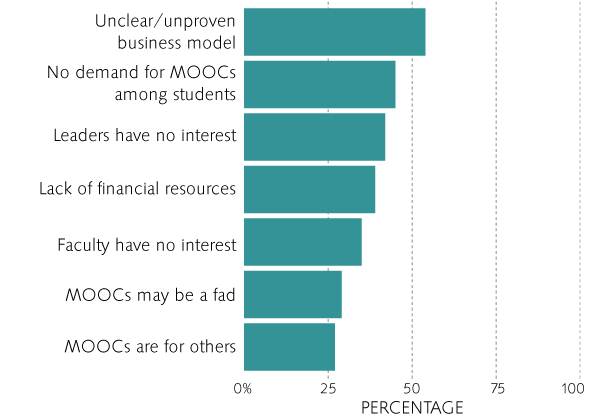 Unclear/unproven
business model
No demand for MOOCs
among students
Leaders have no interest
Lack of financial resources
Faculty have no interest
MOOCs may be a fad
MOOCs are for others
0% 25 50 75 100
PERCENTAGE